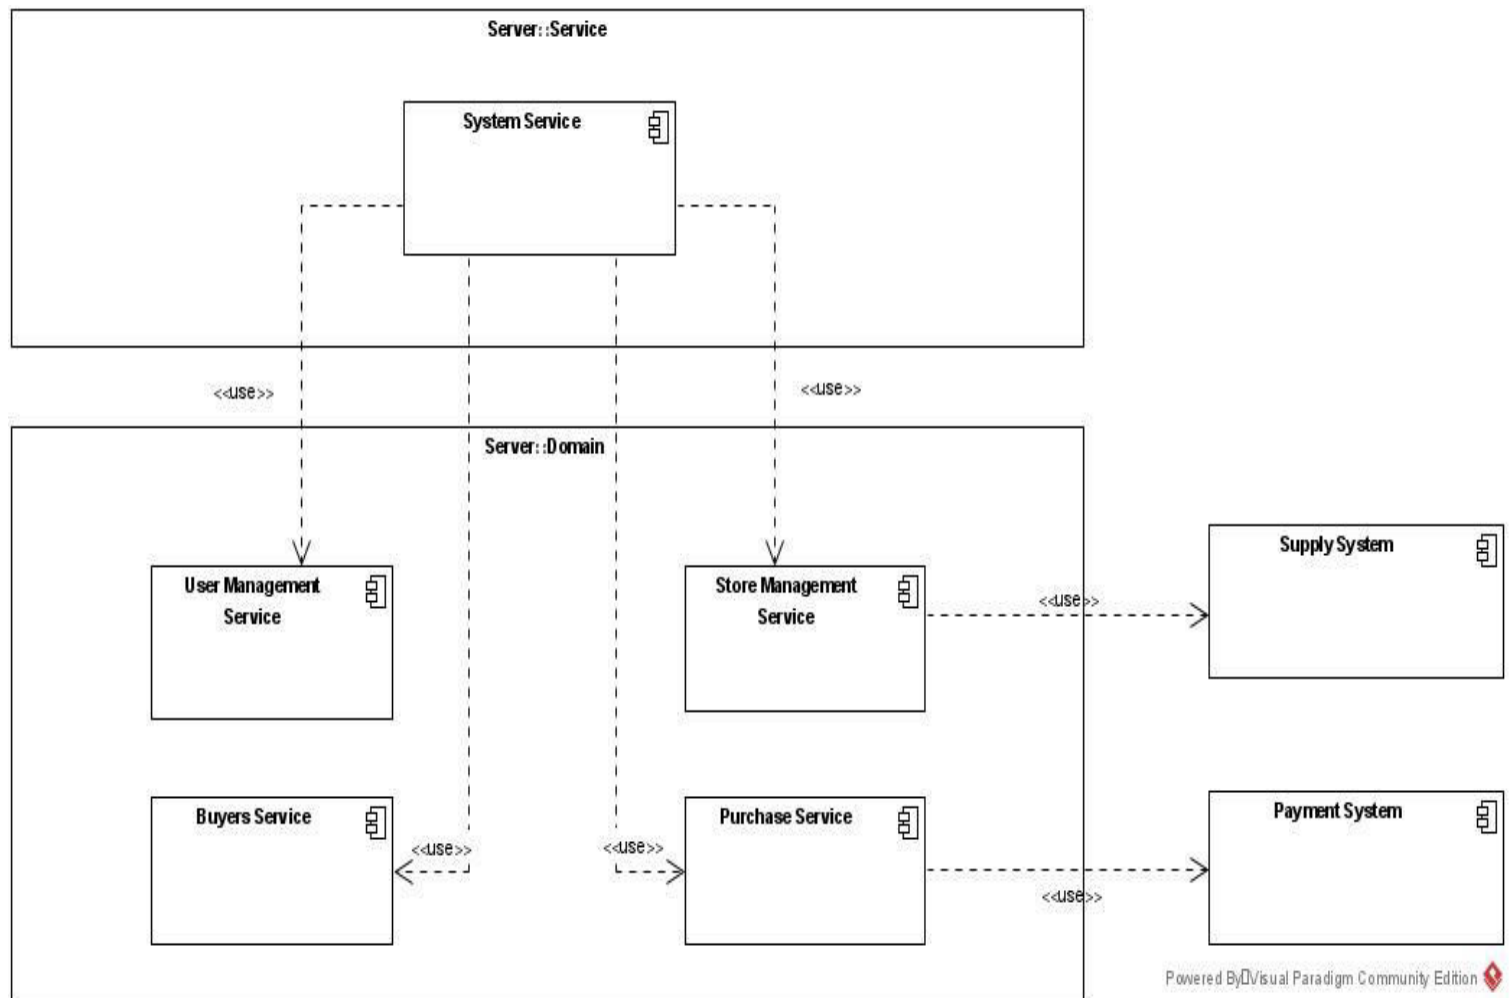 Server::Service
System Service
<<use>>
<<use>>
Server::Domain
User Management
Service
Store Management
Service
<<use>>
Supply System
Buyers Service
<<use>>
<<use>>
Purchase Service
<<use>>
Payment System
Powered By Visual Paradigm Community Edition